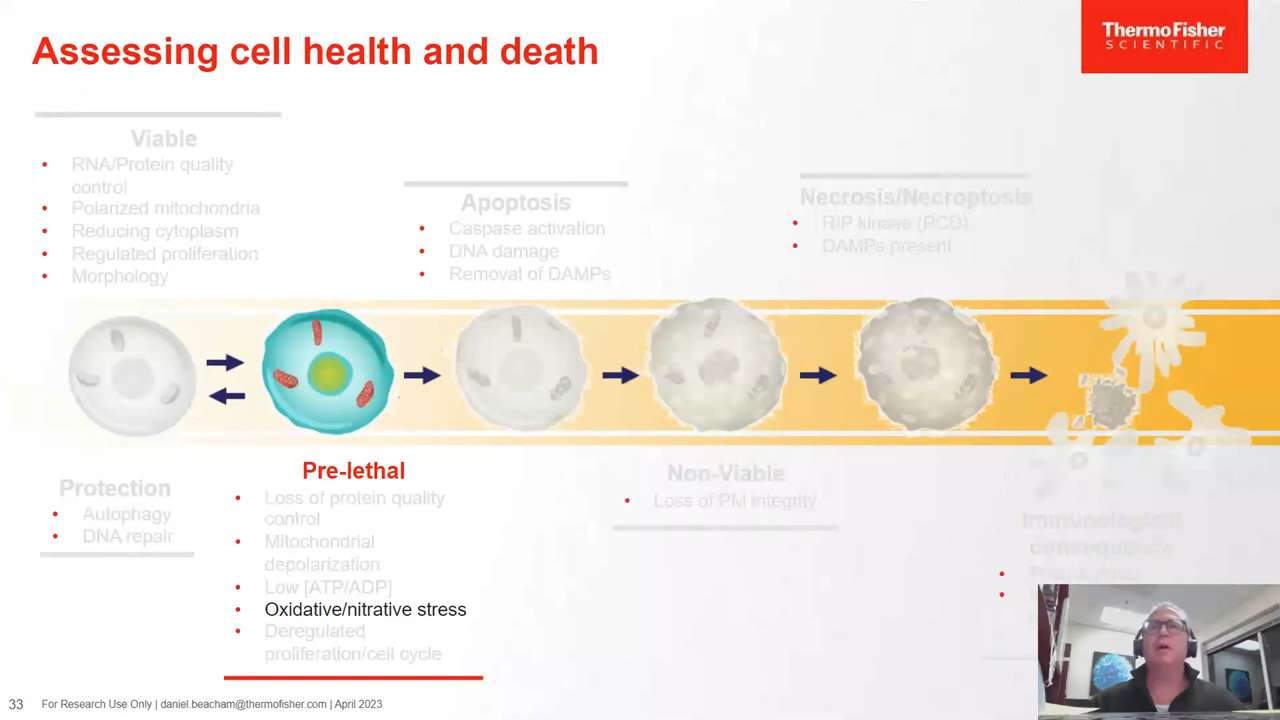 Assessing cell health and death
ThermoFisher
SCIENTIFIC
Viable
• RNA/Protein quality
control
• Polarized mitochondria
• Reducing cytoplasm
• Regulated proliferation
• Morphology
Apoptosis
• Caspase activation
• DNA damage
• Removal of DAMPs
Necrosis/Necroptosis
• RIP kinase (PCD)
• DAMPs present
Protection
• Autophagy
• DNA repair
Pre-lethal
• Loss of protein quality
control
• Mitochondrial
depolarization
• Low [ATP/ADP]
• Oxidative/nitrative stress
• Deregulated
proliferation/cell cycle
Non-Viable
• Loss of PM integrity
Immunological
consequences
33 For Research Use Only | daniel.beacham@thermofisher.com | April 2023